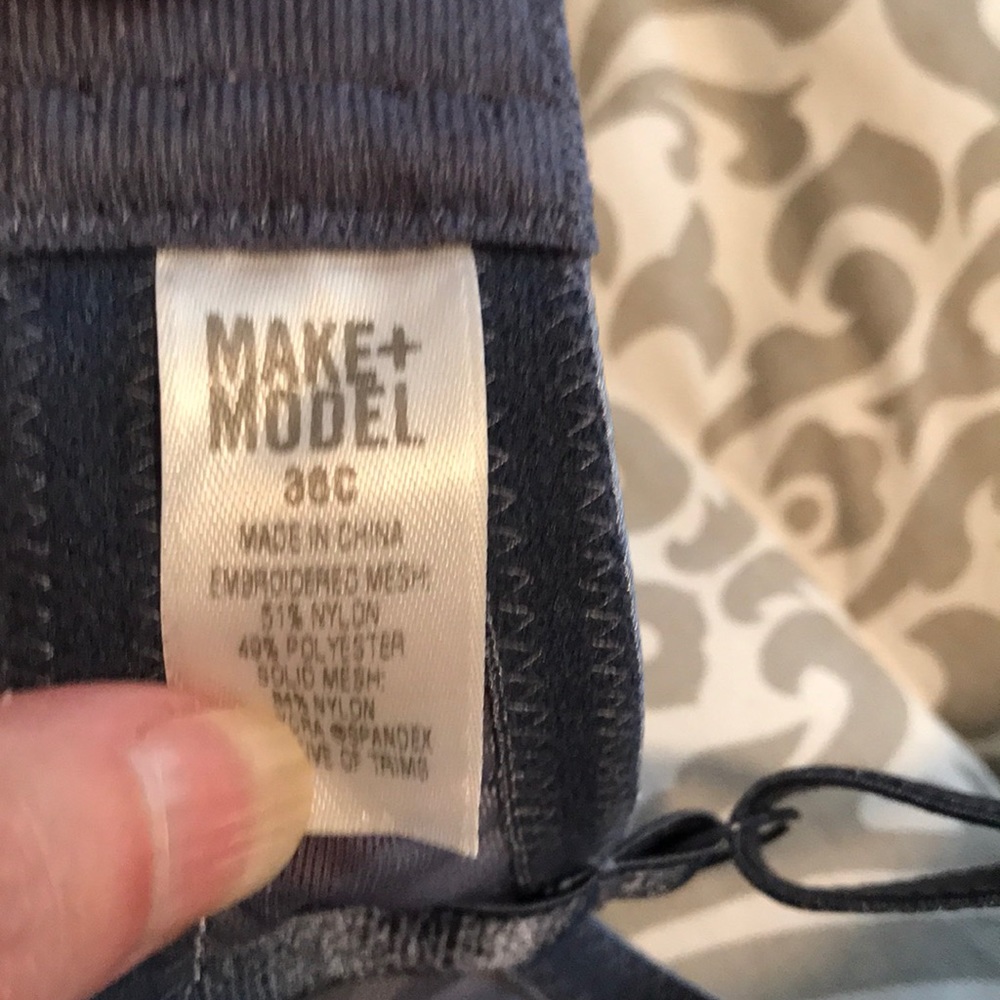 MAKE+
MODEL
36C
MADE IN CHINA
EMBROIDERED MESH:
51% NYLON
49% POLYESTER
SOLID MESH:
NYLON
SPANDEX
OF TRIMS